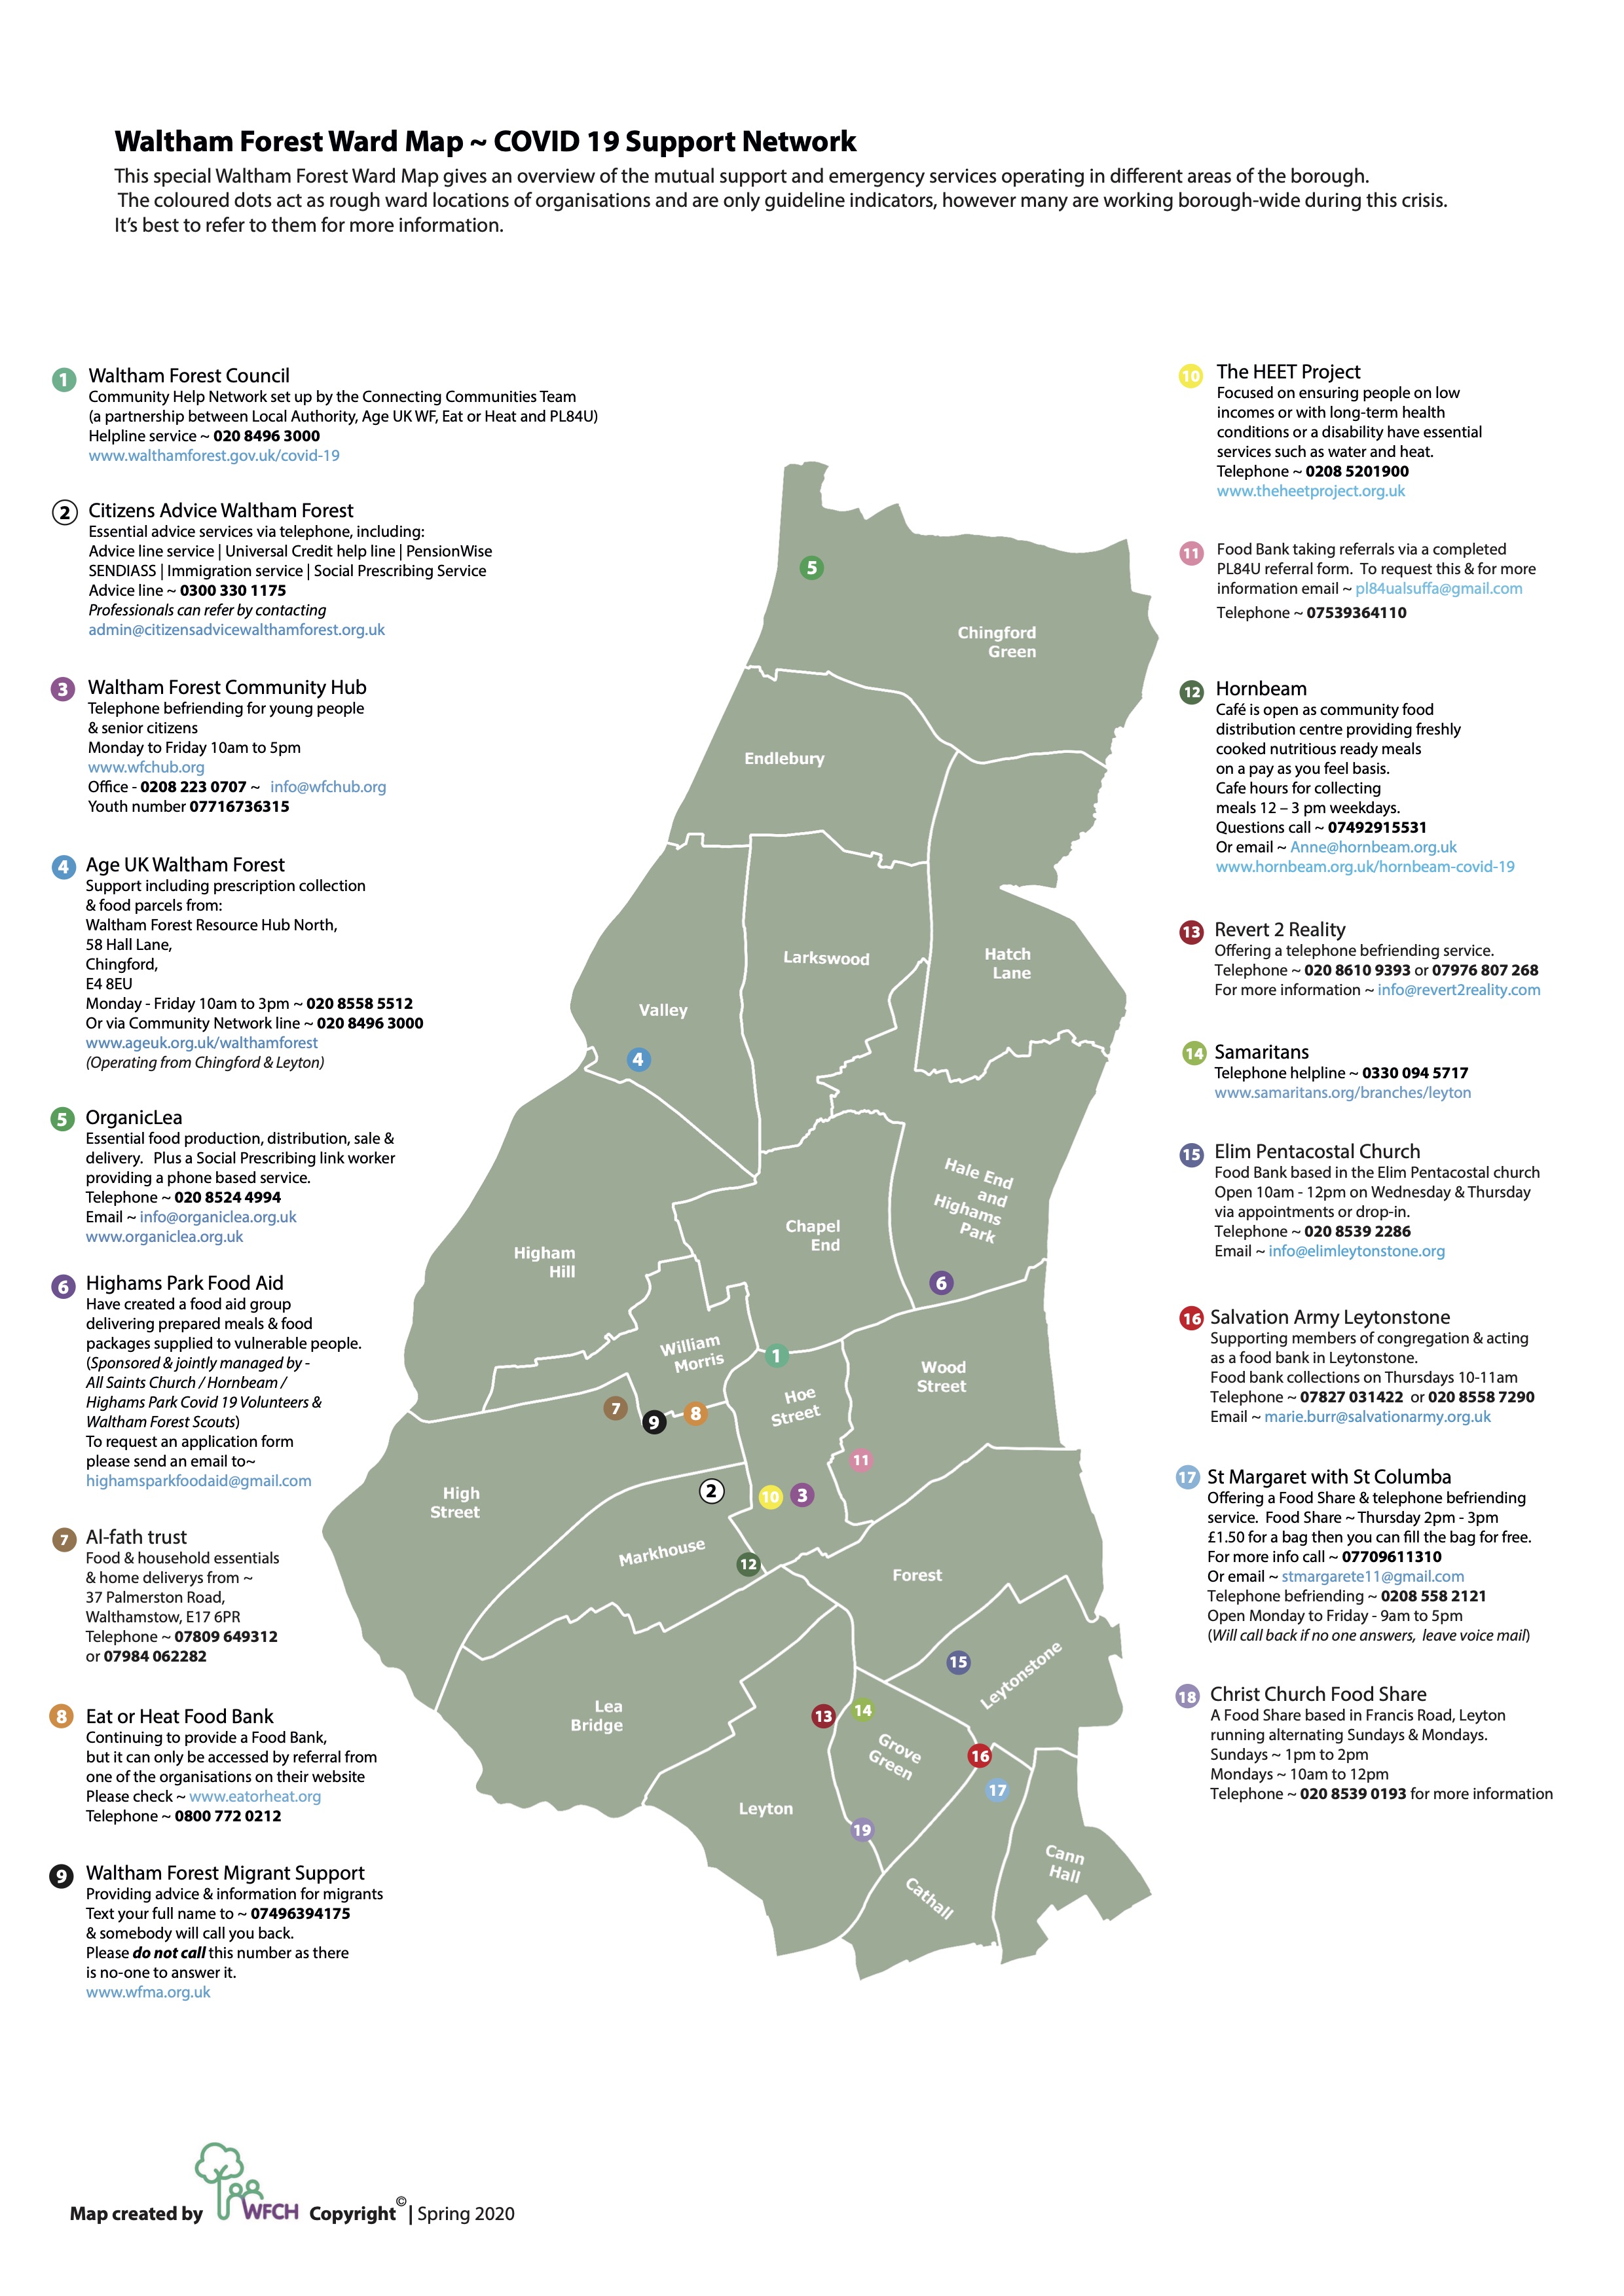 Waltham Forest Ward Map ~ COVID 19 Support Network
This special Waltham Forest Ward Map gives an overview of the mutual support and emergency services operating in different areas of the borough.
The coloured dots act as rough ward locations of organisations and are only guideline indicators, however many are working borough-wide during this crisis.
It's best to refer to them for more information.
1 Waltham Forest Council
Community Help Network set up by the Connecting Communities Team
(a partnership between Local Authority, Age UK WF, Eat or Heat and PL84U)
Helpline service ~ 020 8496 3000
www.walthamforest.gov.uk/covid-19
2 Citizens Advice Waltham Forest
Essential advice services via telephone, including:
Advice line service | Universal Credit help line | PensionWise
SENDIASS | Immigration service | Social Prescribing Service
Advice line ~ 0300 330 1175
Professionals can refer by contacting
admin@citizensadvicewalthamforest.org.uk
3 Waltham Forest Community Hub
Telephone befriending for young people
& senior citizens
Monday to Friday 10am to 5pm
www.wfchub.org
Office - 0208 223 0707 ~ info@wfchub.org
Youth number 07716736315
4 Age UK Waltham Forest
Support including prescription collection
& food parcels from:
Waltham Forest Resource Hub North,
58 Hall Lane,
Chingford,
E4 8EU
Monday - Friday 10am to 3pm ~ 020 8558 5512
Or via Community Network line ~ 020 8496 3000
www.ageuk.org.uk/walthamforest
(Operating from Chingford & Leyton)
5 OrganicLea
Essential food production, distribution, sale &
delivery. Plus a Social Prescribing link worker
providing a phone based service.
Telephone ~ 020 8524 4994
Email ~ info@organiclea.org.uk
www.organiclea.org.uk
6 Highams Park Food Aid
Have created a food aid group
delivering prepared meals & food
packages supplied to vulnerable people.
(Sponsored & jointly managed by -
All Saints Church / Hornbeam /
Highams Park Covid 19 Volunteers &
Waltham Forest Scouts)
To request an application form
please send an email to~
highamsparkfoodaid@gmail.com
7 Al-fath trust
Food & household essentials
& home deliverys from ~
37 Palmerston Road,
Walthamstow, E17 6PR
Telephone ~ 07809 649312
or 07984 062282
8 Eat or Heat Food Bank
Continuing to provide a Food Bank,
but it can only be accessed by referral from
one of the organisations on their website
Please check ~ www.eatorheat.org
Telephone ~ 0800 772 0212
9 Waltham Forest Migrant Support
Providing advice & information for migrants
Text your full name to ~ 07496394175
& somebody will call you back.
Please do not call this number as there
is no-one to answer it.
www.wfma.org.uk
5
Chingford
Green
Endlebury
Larkswood
Hatch
Lane
Valley
4
Hale End
and
Highams
Park
Chapel
End
Higham
Hill
6
William
Morris
1
Wood
Street
Hoe
Street
7
9
8
11
High
Street
2
10
3
Markhouse
12
Forest
15
Leytonstone
Lea
Bridge
13
14
Grove
Green
16
17
Leyton
19
Cann
Hall
Cathall
10 The HEET Project
Focused on ensuring people on low
incomes or with long-term health
conditions or a disability have essential
services such as water and heat.
Telephone ~ 0208 5201900
www.theheetproject.org.uk
11 Food Bank taking referrals via a completed
PL84U referral form. To request this & for more
information email ~ pl84ualsuffa@gmail.com
Telephone ~ 07539364110
12 Hornbeam
Café is open as community food
distribution centre providing freshly
cooked nutritious ready meals
on a pay as you feel basis.
Cafe hours for collecting
meals 12 – 3 pm weekdays.
Questions call ~ 07492915531
Or email ~ Anne@hornbeam.org.uk
www.hornbeam.org.uk/hornbeam-covid-19
13 Revert 2 Reality
Offering a telephone befriending service.
Telephone ~ 020 8610 9393 or 07976 807 268
For more information ~ info@revert2reality.com
14 Samaritans
Telephone helpline ~ 0330 094 5717
www.samaritans.org/branches/leyton
15 Elim Pentacostal Church
Food Bank based in the Elim Pentacostal church
Open 10am - 12pm on Wednesday & Thursday
via appointments or drop-in.
Telephone ~ 020 8539 2286
Email ~ info@elimleytonstone.org
16 Salvation Army Leytonstone
Supporting members of congregation & acting
as a food bank in Leytonstone.
Food bank collections on Thursdays 10-11am
Telephone ~ 07827 031422 or 020 8558 7290
Email ~ marie.burr@salvationarmy.org.uk
17 St Margaret with St Columba
Offering a Food Share & telephone befriending
service. Food Share ~ Thursday 2pm - 3pm
£1.50 for a bag then you can fill the bag for free.
For more info call ~ 07709611310
Or email ~ stmargarete11@gmail.com
Telephone befriending ~ 0208 558 2121
Open Monday to Friday - 9am to 5pm
(Will call back if no one answers, leave voice mail)
18 Christ Church Food Share
A Food Share based in Francis Road, Leyton
running alternating Sundays & Mondays.
Sundays ~ 1pm to 2pm
Mondays ~ 10am to 12pm
Telephone ~ 020 8539 0193 for more information
Map created by WFCH Copyright© | Spring 2020